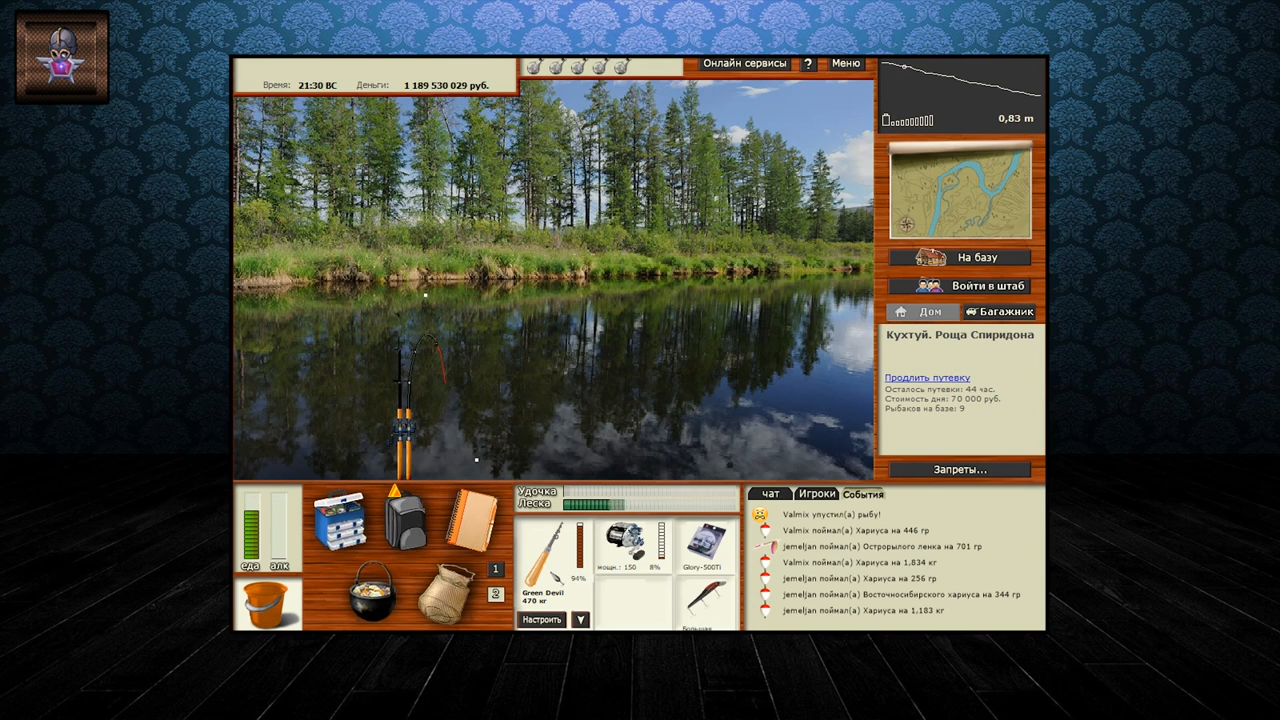 Время: 21:30 ВС Деньги: 1 189 530 029 руб.
Онлайн сервисы ? Меню
0,83 m
На базу
Войти в штаб
Дом Багажник
Кухтуй. Роща Спиридона
Продлить путевку
Осталось путевки: 44 час.
Стоимость дня: 70 000 руб.
Рыбаков на базе: 9
Запреты...
еда алк
1
2
Удочка
Леска
94%
Green Devil
470 кг
Настроить
мощн.: 150 8%
Glory-500Ti
Большая
чат Игроки События
Valmix упустил(а) рыбу!
Valmix поймал(а) Хариуса на 446 гр
jemeljan поймал(а) Острорылого ленка на 701 гр
Valmix поймал(а) Хариуса на 1,834 кг
jemeljan поймал(а) Хариуса на 256 гр
jemeljan поймал(а) Восточносибирского хариуса на 344 гр
jemeljan поймал(а) Хариуса на 1,183 кг